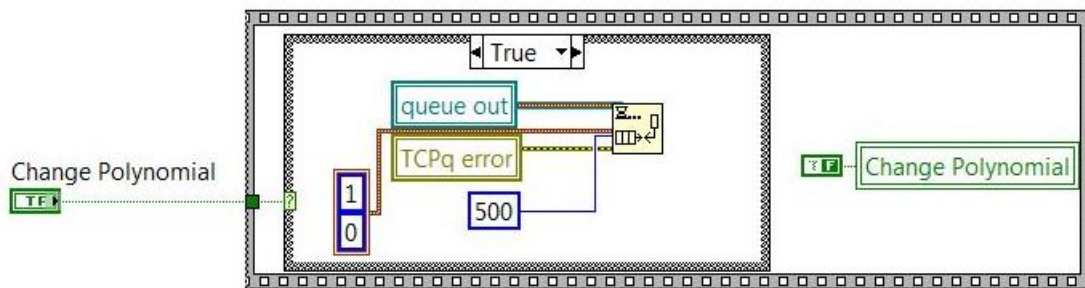 True
queue out
TCPq error
Change Polynomial
TF
1
0
500
?
F
Change Polynomial